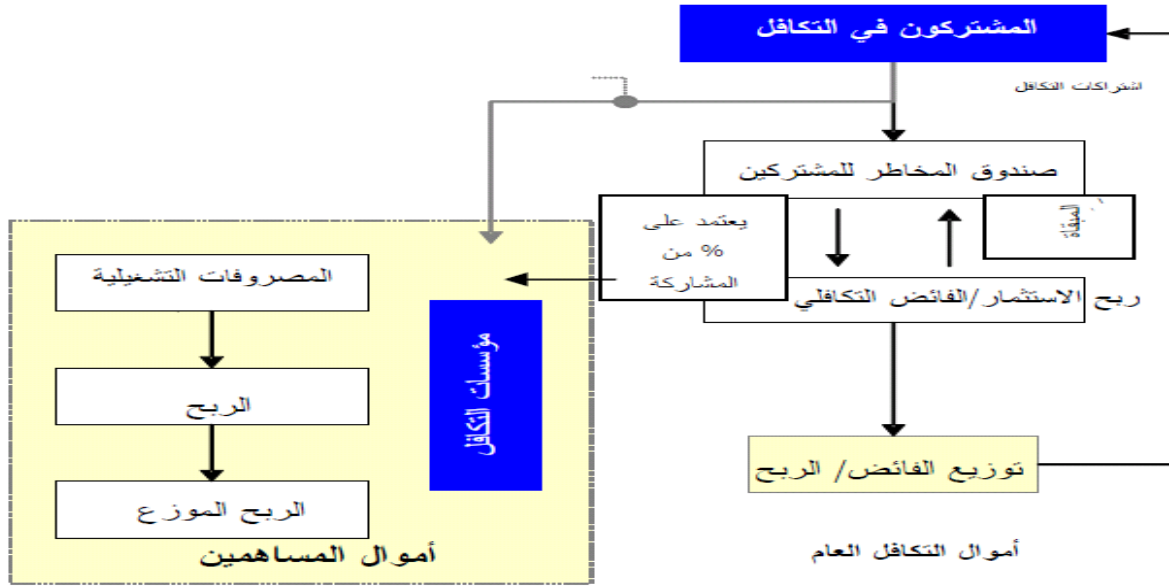 المشتركون في التكافل
اشتراكات التكافل
صندوق المخاطر للمشتركين
المبقاة
يعتمد على
% من
المشاركة
ربح الاستثمار/الفائض التكافلي
المصروفات التشغيلية
مؤسسات التكافل
الربح
توزيع الفائض/ الربح
الربح الموزع
أموال المساهمين
أموال التكافل العام